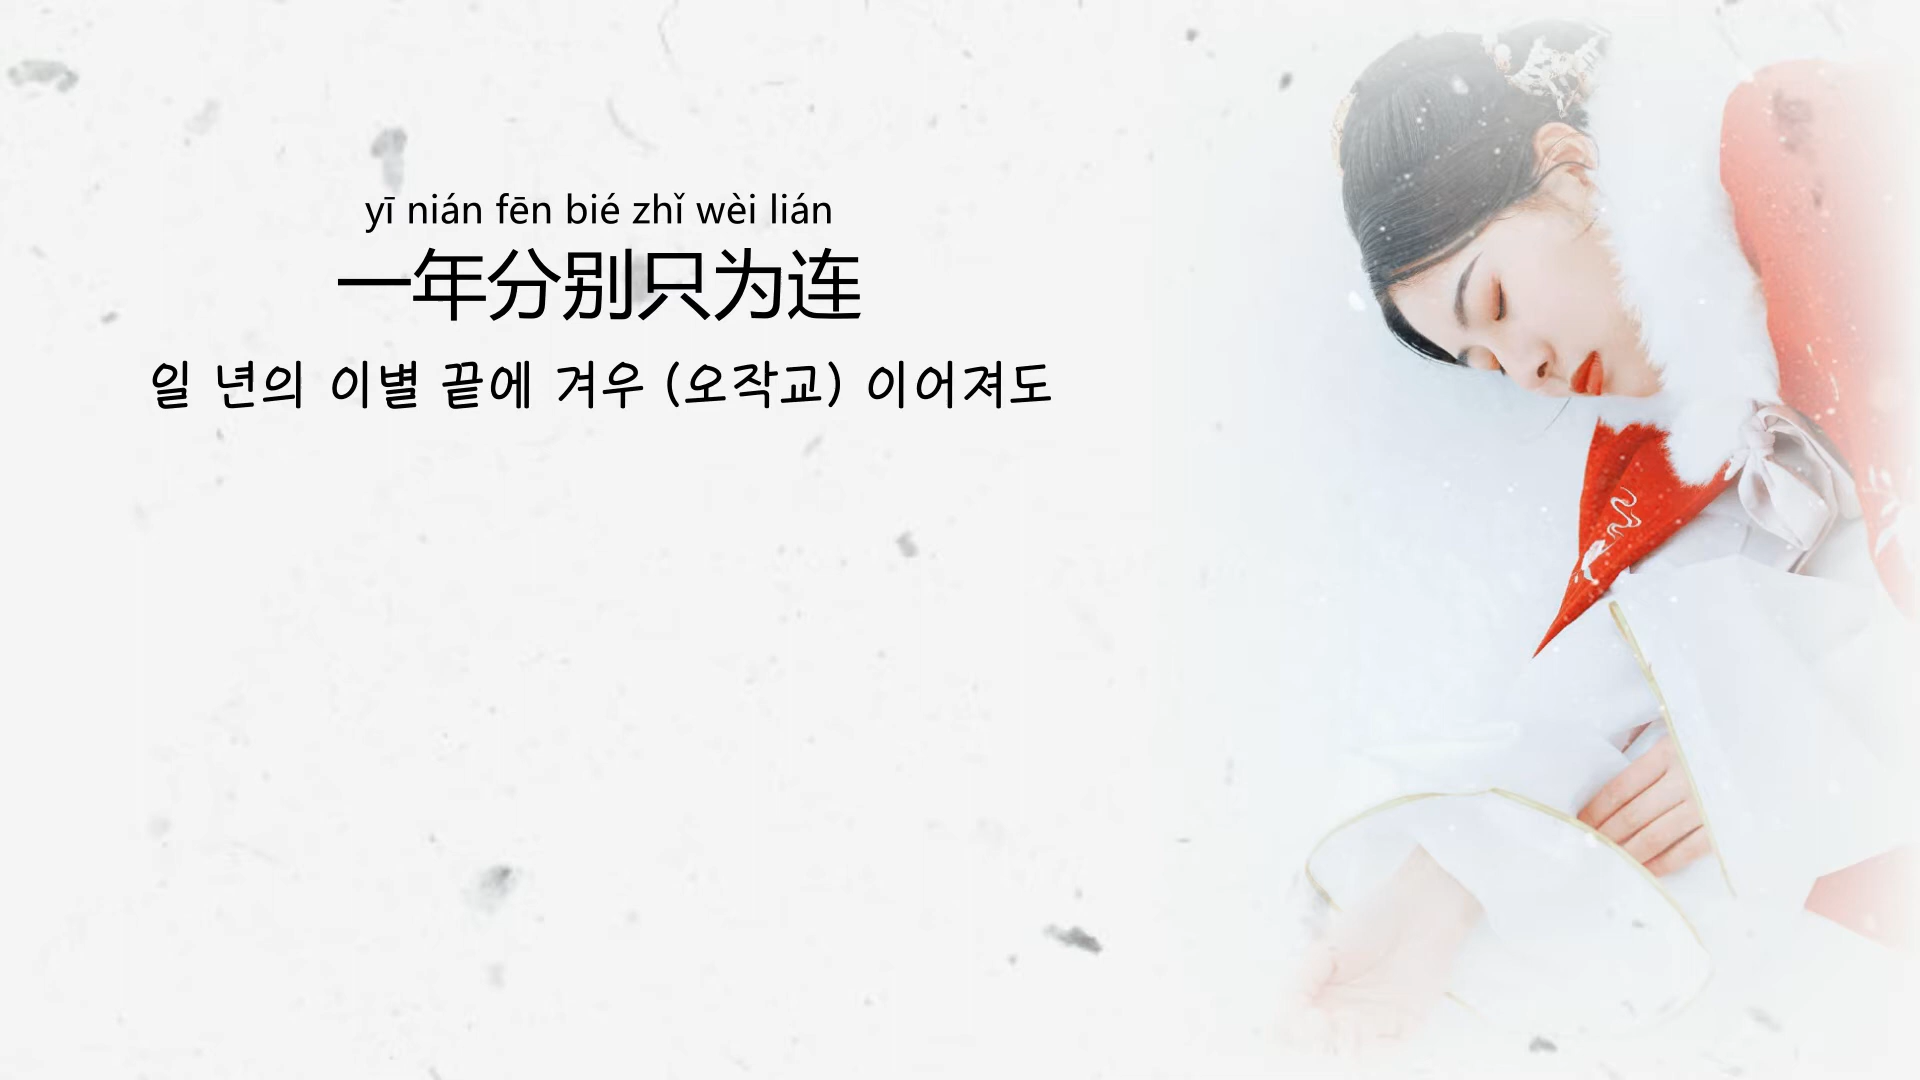 yī nián fēn bié zhǐ wèi lián
一年分别只为连
일 년의 이별 끝에 겨우 (오작교) 이어져도